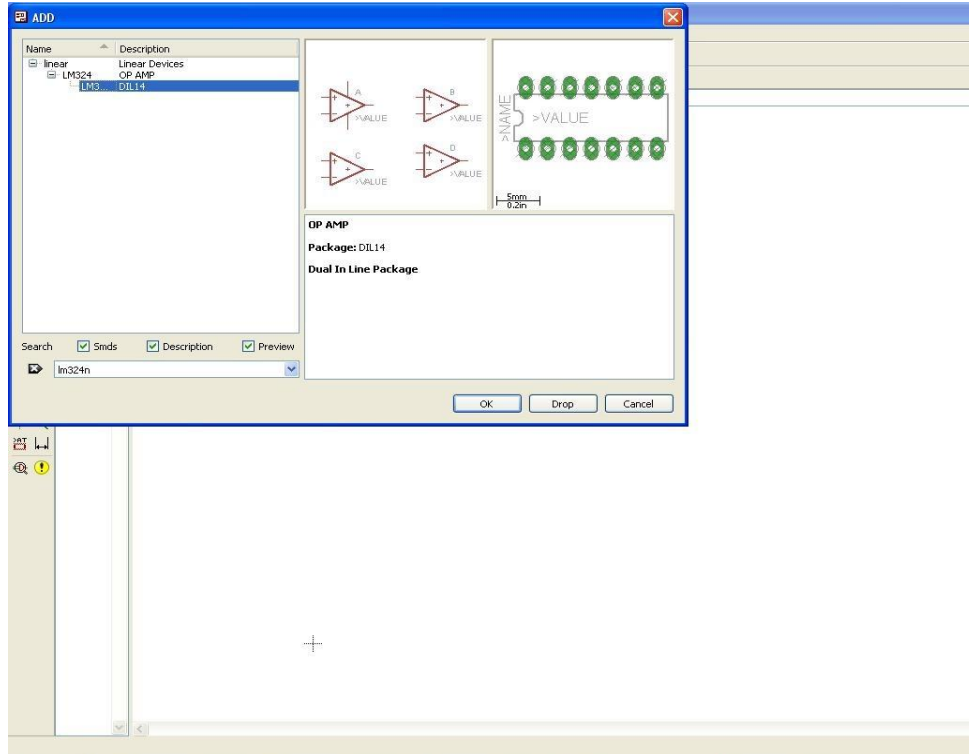 ADD
Name Description
linear Linear Devices
LM324 OP AMP
LM3... DIL14
A
>VALUE
B
>VALUE
C
>VALUE
D
>VALUE
>NAME
>VALUE
5mm
0.2in
OP AMP
Package: DIL14
Dual In Line Package
Search Smds Description Preview
lm324n
OK Drop Cancel